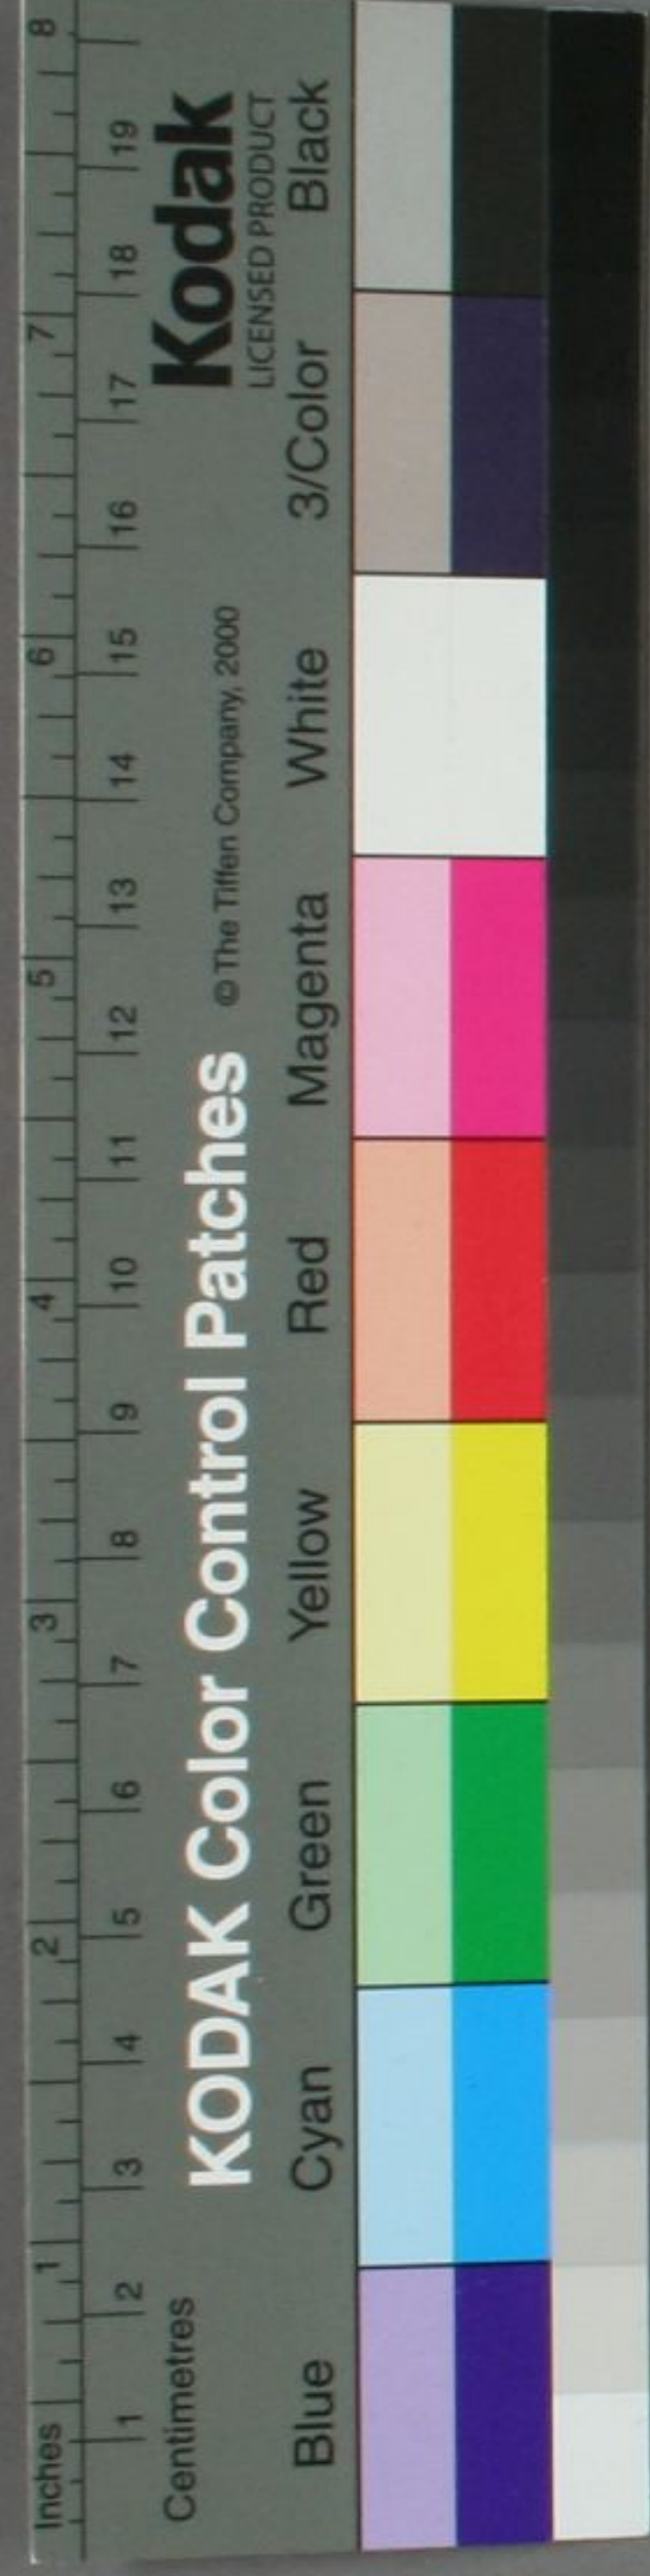 Inches 1 2 3 4 5 6 7 8
1 2 3 4 5 6 7 8 9 10 11 12 13 14 15 16 17 18 19
Centimetres
KODAK Color Control Patches © The Tiffen Company, 2000 Kodak
LICENSED PRODUCT
Blue Cyan Green Yellow Red Magenta White 3/Color Black